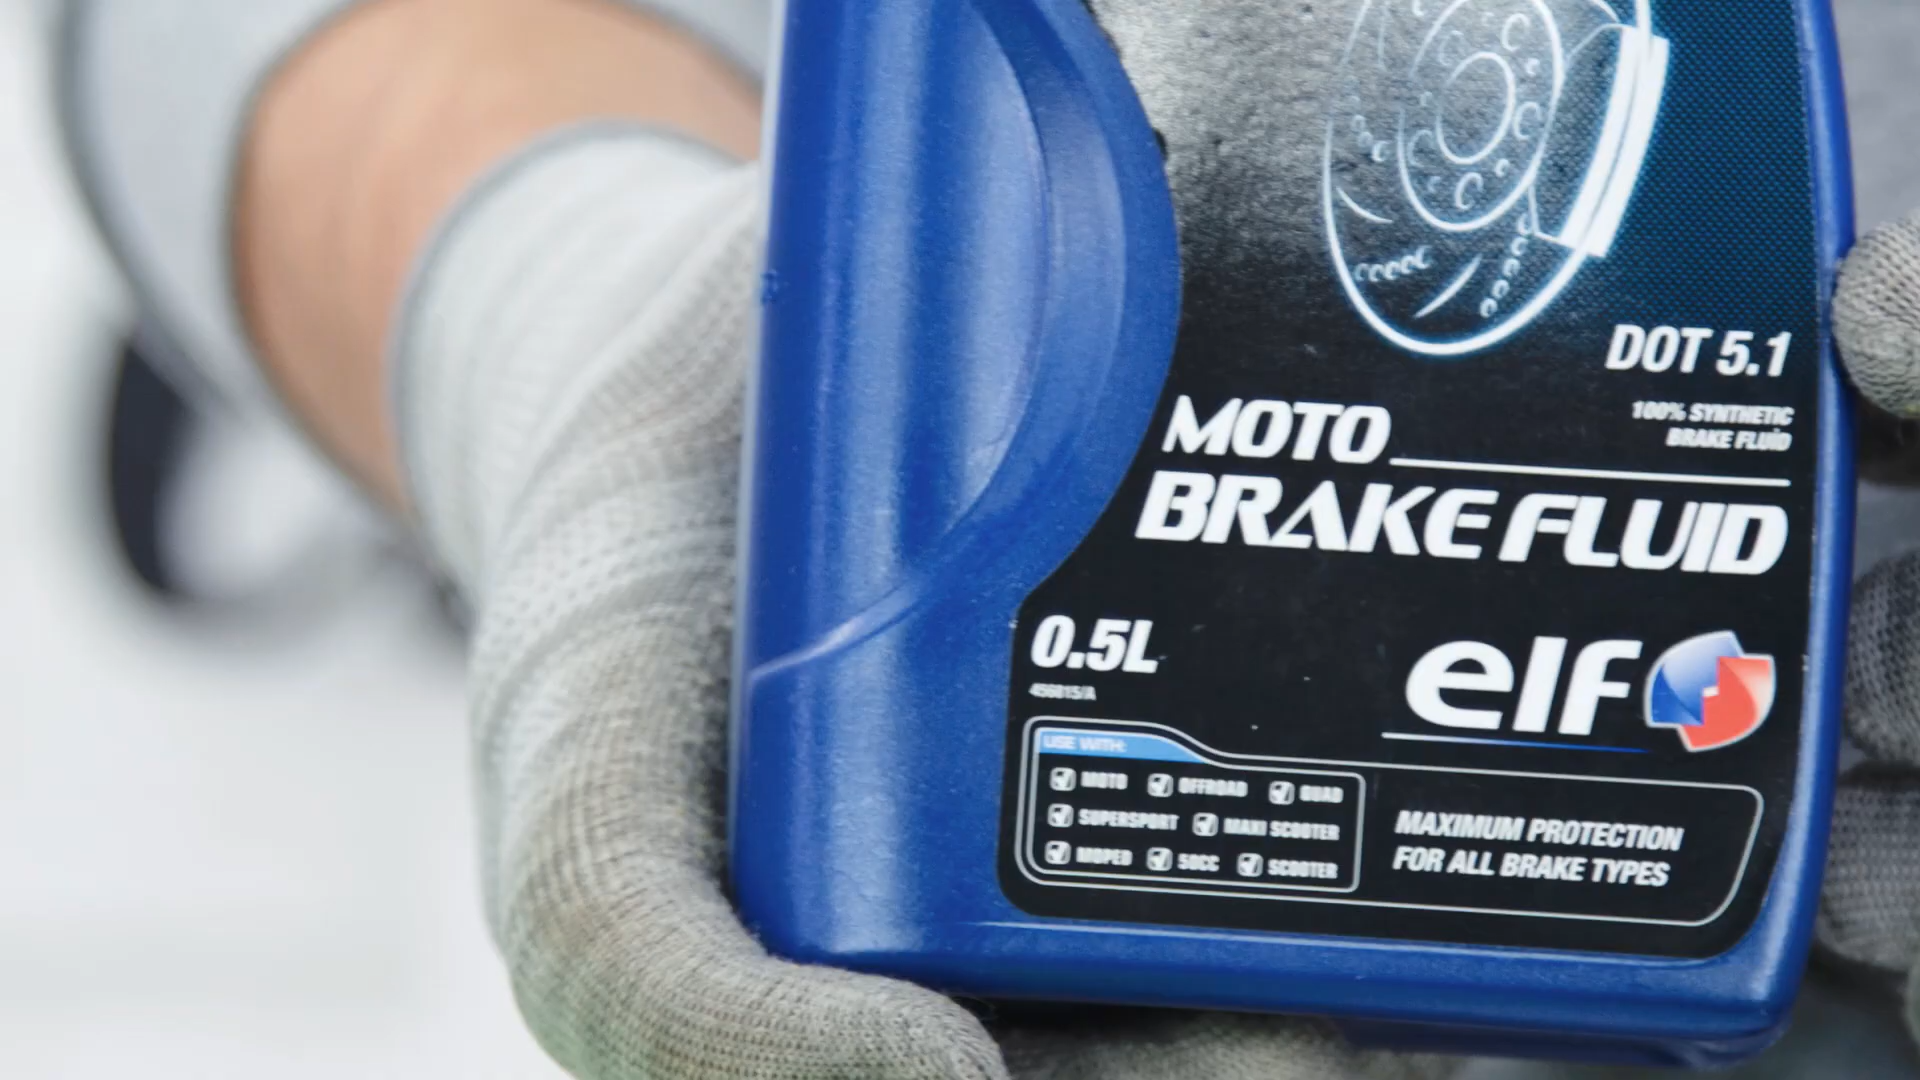 DOT 5.1
100% SYNTHETIC
BRAKE FLUID
MOTO
BRAKE FLUID
0.5L
elf
USE WITH:
MOTO OFFROAD QUAD
SUPERSPORT MAXI SCOOTER
MOPED 50CC SCOOTER
MAXIMUM PROTECTION
FOR ALL BRAKE TYPES